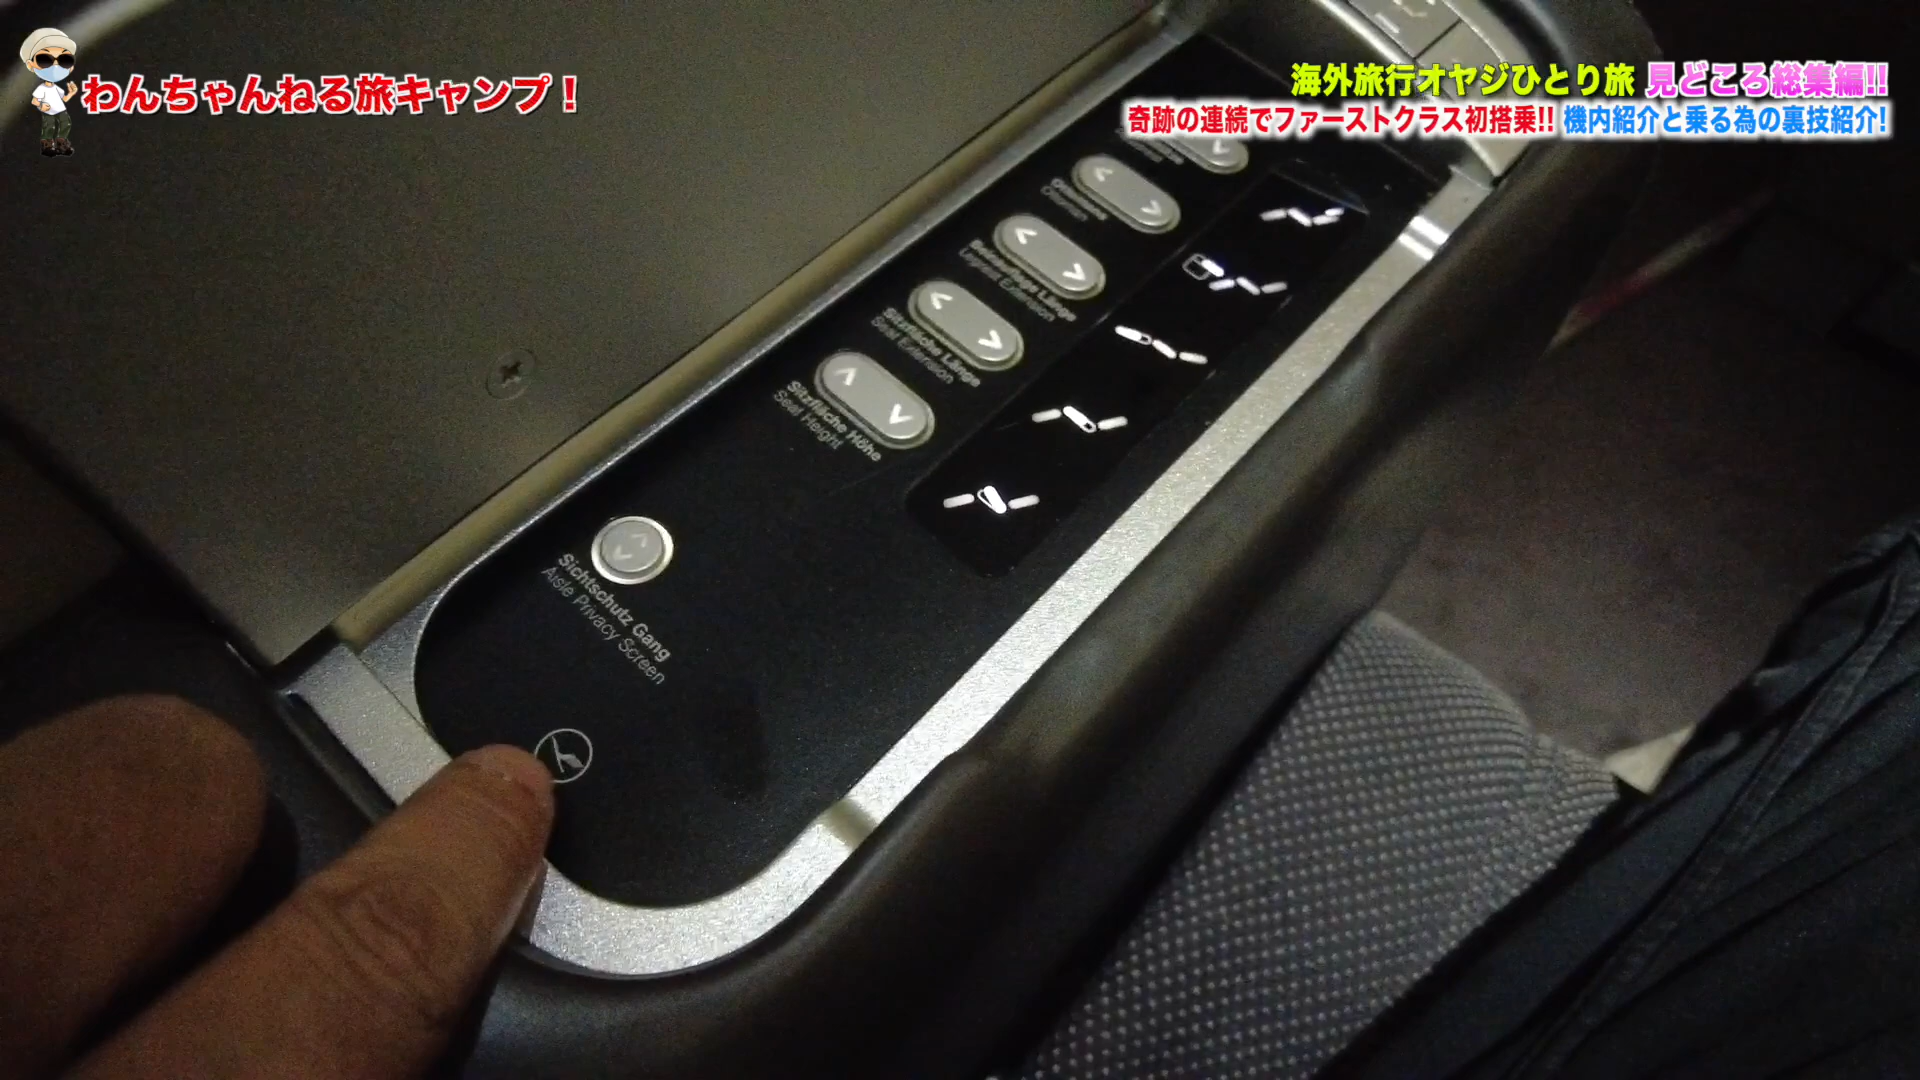 わんちゃんねる旅キャンプ!
海外旅行オヤジひとり旅 見どころ総集編!!
奇跡の連続でファーストクラス初搭乗!! 機内紹介と乗る為の裏技紹介!
Ottoman
Beinauflage Länge
Legrest Extension
Sitzfläche Länge
Seat Extension
Sitzfläche Höhe
Seat Height
Sichtschutz Gang
Aisle Privacy Screen